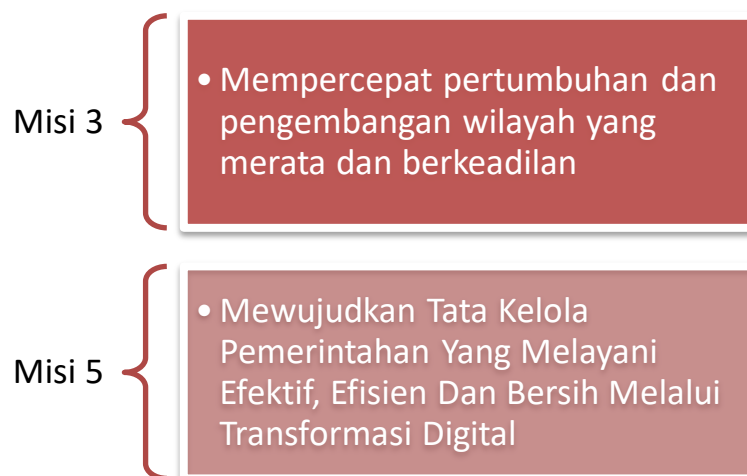 Misi 3
• Mempercepat pertumbuhan dan
pengembangan wilayah yang
merata dan berkeadilan
Misi 5
• Mewujudkan Tata Kelola
Pemerintahan Yang Melayani
Efektif, Efisien Dan Bersih Melalui
Transformasi Digital